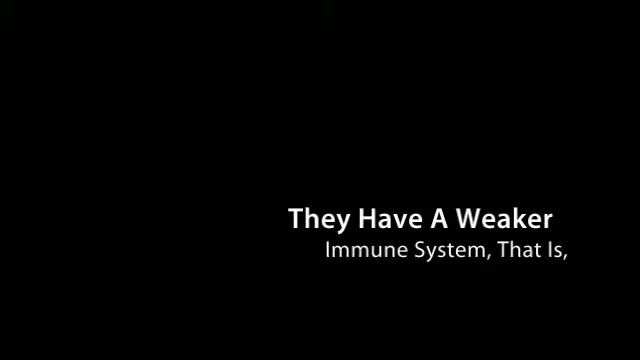 They Have A Weaker
Immune System, That Is,